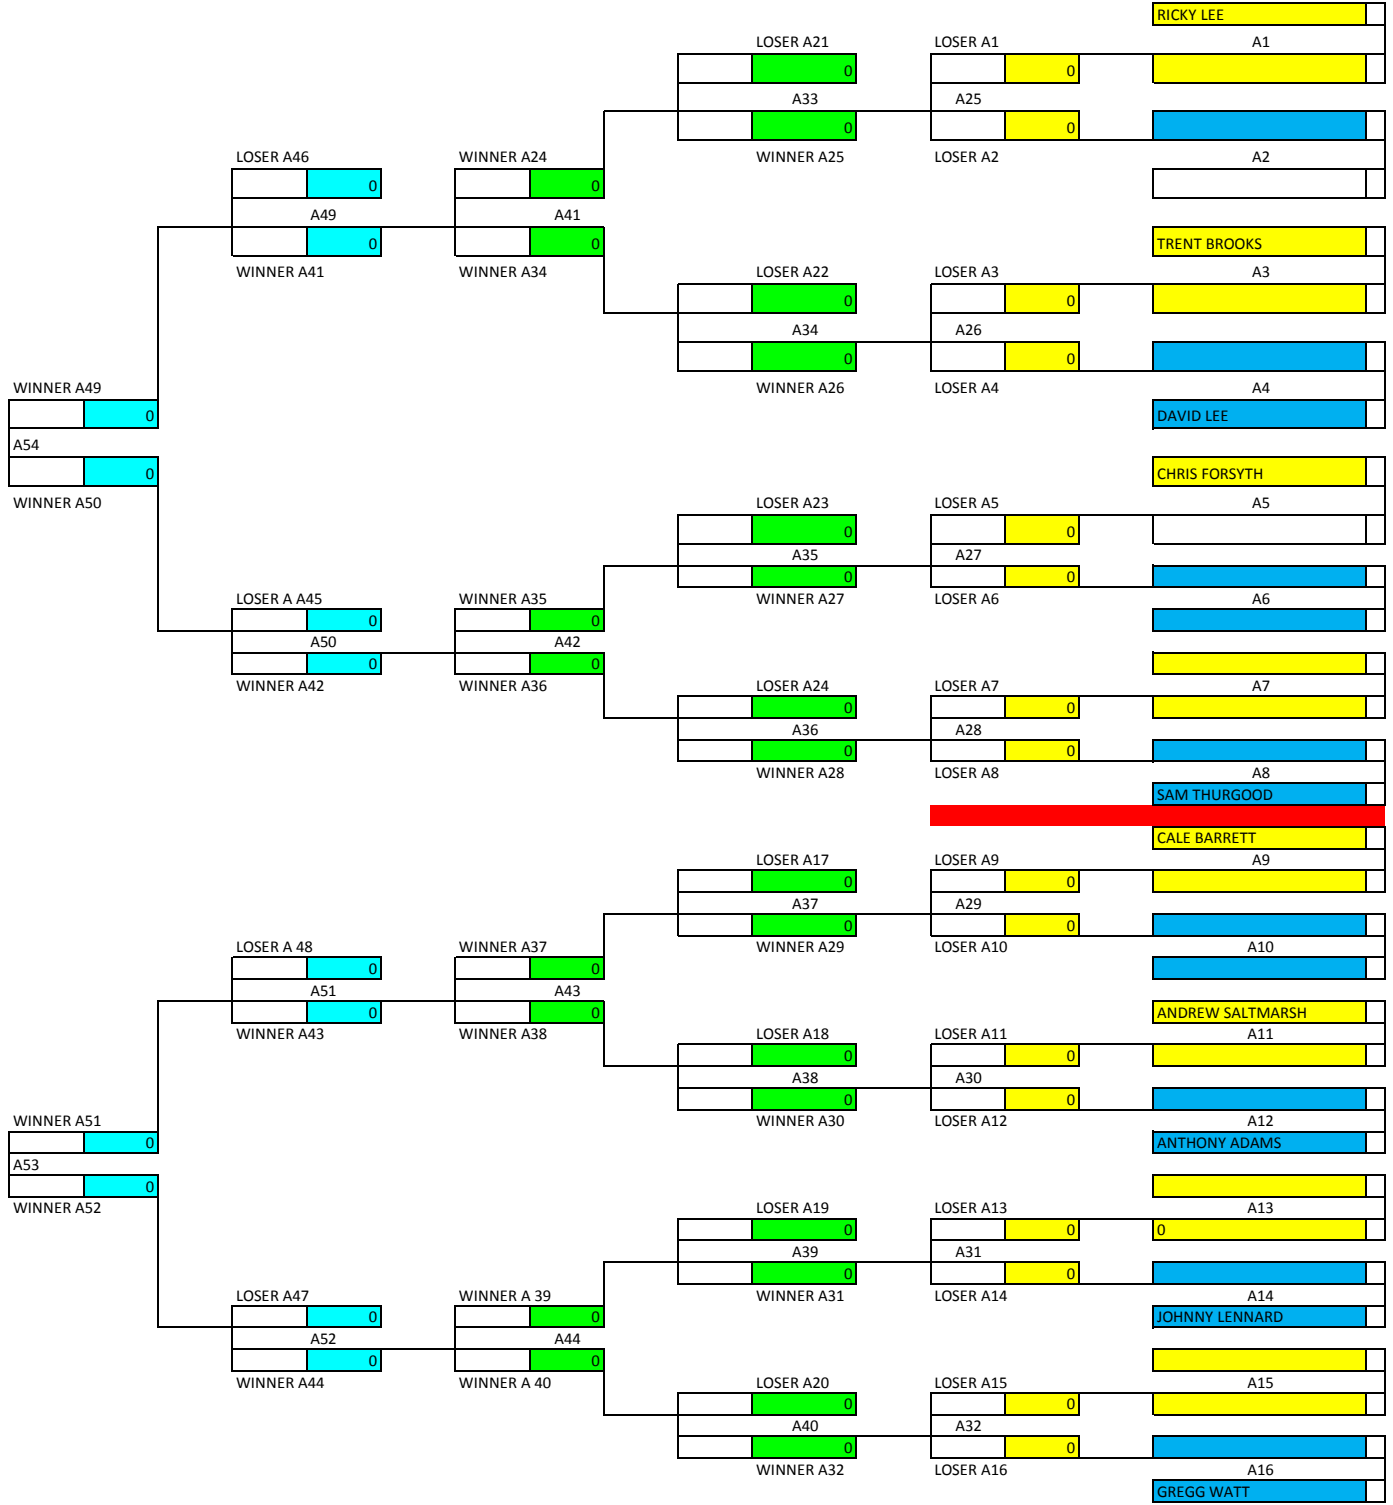 RICKY LEE
LOSER A21 LOSER A1 A1
0 0
A33 A25
0 0
LOSER A46 WINNER A24 WINNER A25 LOSER A2 A2
0 0
A49 A41
0 0 TRENT BROOKS
WINNER A41 WINNER A34 LOSER A22 LOSER A3 A3
0 0
A34 A26
0 0
WINNER A49 WINNER A26 LOSER A4 A4
0 DAVID LEE
A54
0 CHRIS FORSYTH
WINNER A50 LOSER A23 LOSER A5 A5
0 0
A35 A27
0 0
LOSER A A45 WINNER A35 WINNER A27 LOSER A6 A6
0 0
A50 A42
0 0
WINNER A42 WINNER A36 LOSER A24 LOSER A7 A7
0 0
A36 A28
0 0
WINNER A28 LOSER A8 A8
SAM THURGOOD
CALE BARRETT
LOSER A17 LOSER A9 A9
0 0
A37 A29
0 0
LOSER A 48 WINNER A37 WINNER A29 LOSER A10 A10
0 0
A51 A43
0 0 ANDREW SALTMARSH
WINNER A43 WINNER A38 LOSER A18 LOSER A11 A11
0 0
A38 A30
0 0
WINNER A51 WINNER A30 LOSER A12 A12
0 ANTHONY ADAMS
A53
0
WINNER A52 LOSER A19 LOSER A13 A13
0 0 0
A39 A31
0 0
LOSER A47 WINNER A 39 WINNER A31 LOSER A14 A14
0 0 JOHNNY LENNARD
A52 A44
0 0
WINNER A44 WINNER A 40 LOSER A20 LOSER A15 A15
0 0
A40 A32
0 0
WINNER A32 LOSER A16 A16
GREGG WATT